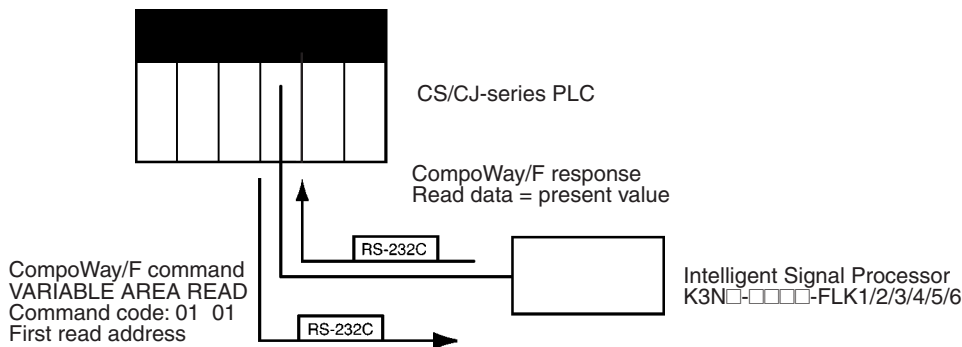 CS/CJ-series PLC
CompoWay/F response
Read data = present value
RS-232C
CompoWay/F command
VARIABLE AREA READ
Command code: 01 01
First read address
RS-232C
Intelligent Signal Processor
K3N□-□□□□-FLK1/2/3/4/5/6